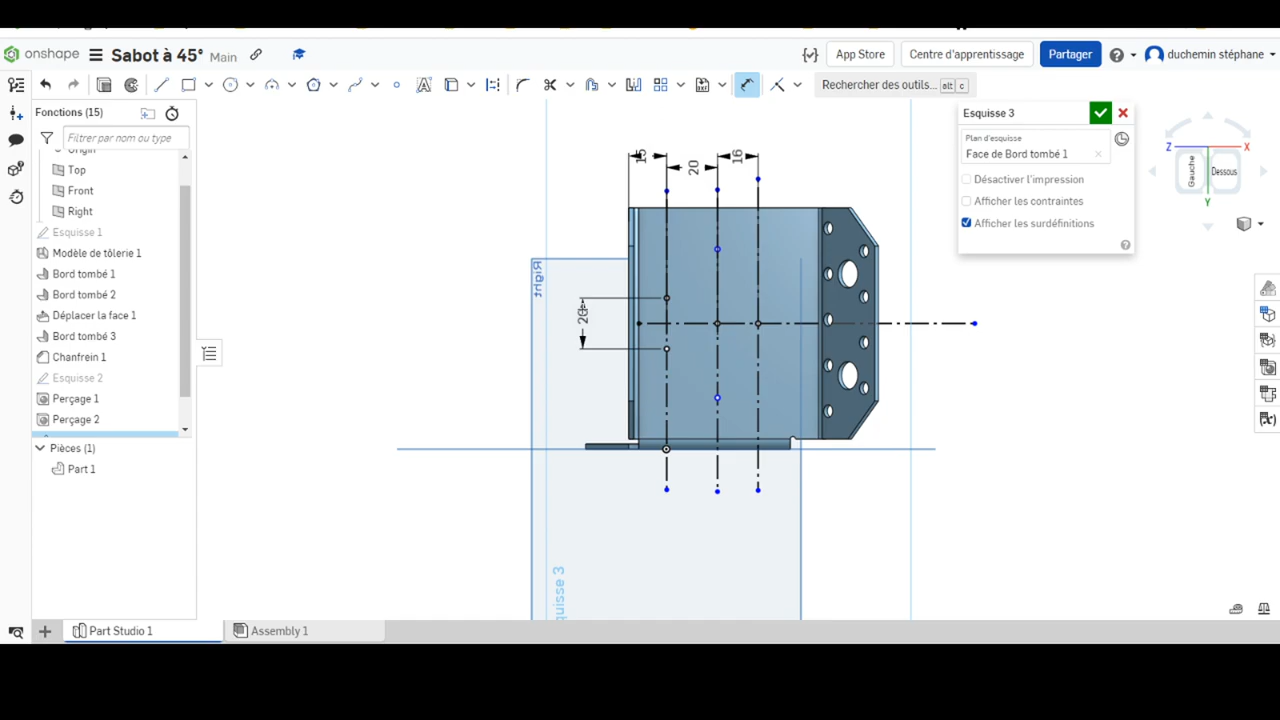 onshape
Sabot à 45° Main
App Store
Centre d'apprentissage
Partager
duchemin stéphane
Rechercher des outils... alt c
Fonctions (15)
Filtrer par nom ou type
Origin
Top
Front
Right
Esquisse 1
Modèle de tôlerie 1
Bord tombé 1
Bord tombé 2
Déplacer la face 1
Bord tombé 3
Chanfrein 1
Esquisse 2
Perçage 1
Perçage 2
Pièces (1)
Part 1
15
20
16
20
Right
quisse 3
Esquisse 3
Plan d'esquisse
Face de Bord tombé 1
Désactiver l'impression
Afficher les contraintes
Afficher les surdéfinitions
Z
X
Gauche
Dessous
Y
Part Studio 1
Assembly 1